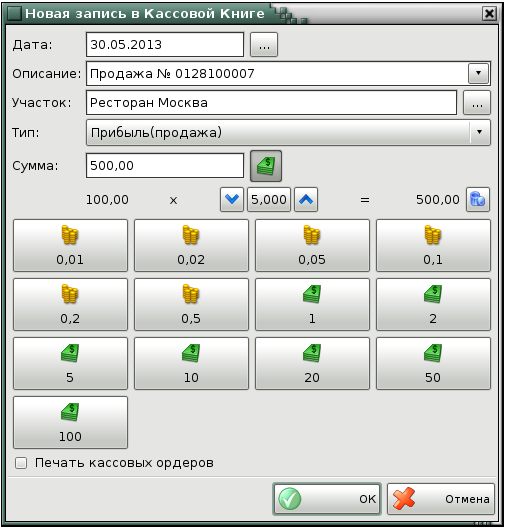 Новая запись в Кассовой Книге
Дата: 30.05.2013 ...
Описание: Продажа № 0128100007
Участок: Ресторан Москва ...
Тип: Прибыль(продажа)
Сумма: 500,00
100,00 x 5,000 = 500,00
0,01 0,02 0,05 0,1
0,2 0,5 1 2
5 10 20 50
100
Печать кассовых ордеров
OK Отмена